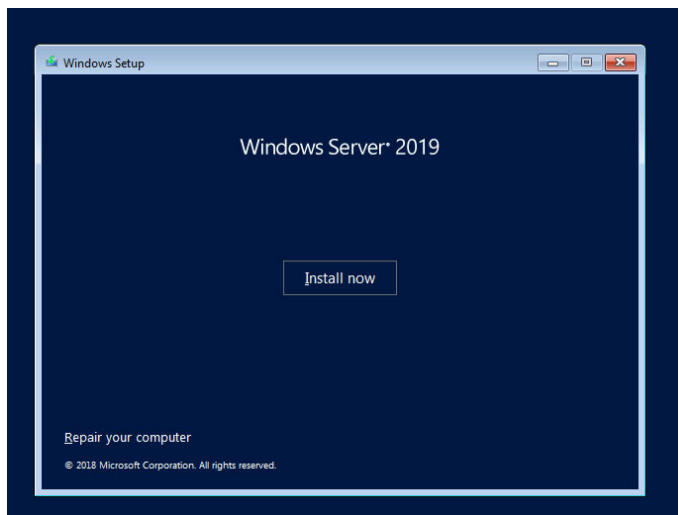 Windows Setup
Windows Server® 2019
Install now
Repair your computer
© 2018 Microsoft Corporation. All rights reserved.